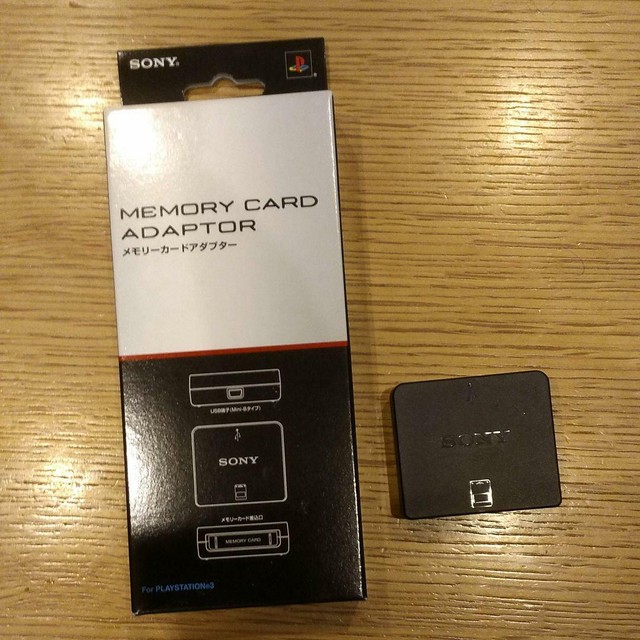 SONY®
MEMORY CARD
ADAPTOR
メモリーカードアダプター
USB端子(Mini-Bタイプ)
SONY
メモリーカード差込口
MEMORY CARD
For PLAYSTATION®3
SONY